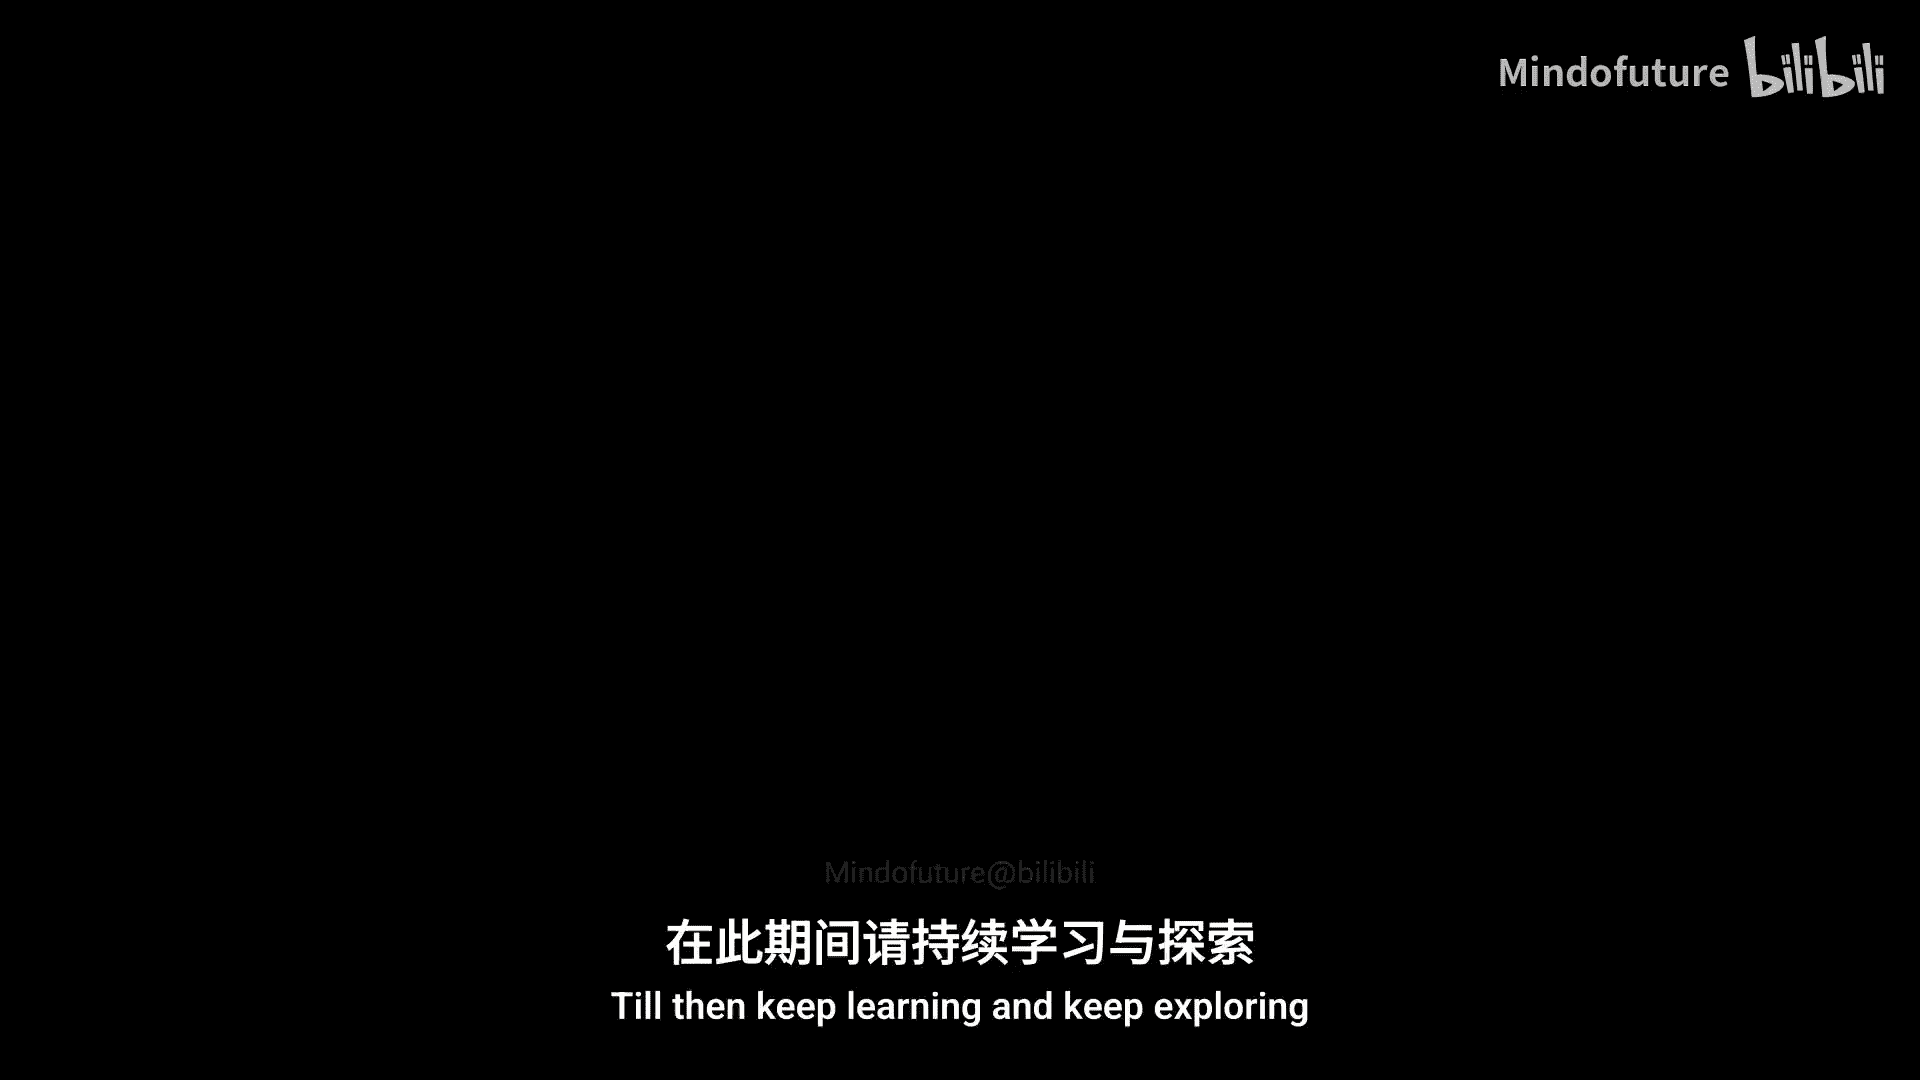 Mindofuture bilibili
Mindofuture@bilibili
在此期间请持续学习与探索
Till then keep learning and keep exploring